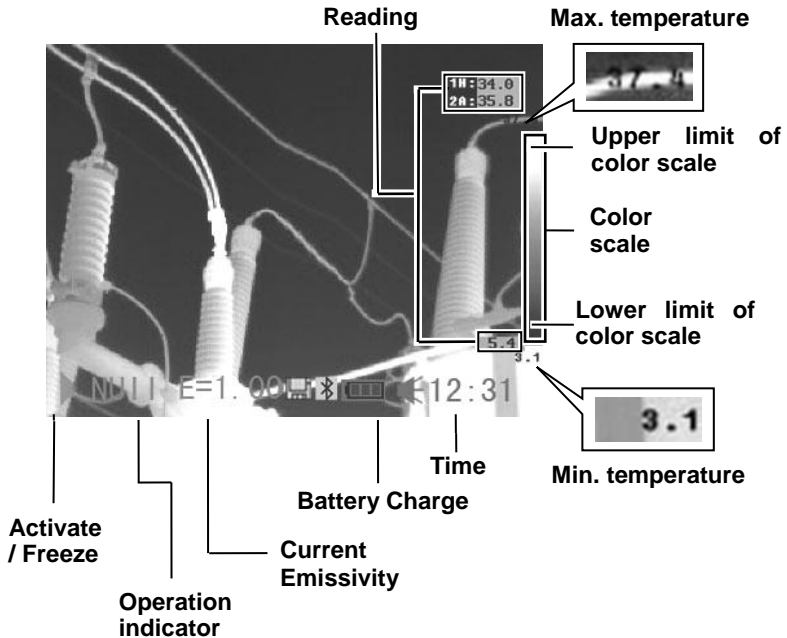 Reading
Max. temperature
1H:34.0
2A:35.8
37.4
Upper limit of
color scale
Color
scale
Lower limit of
color scale
5.4
3.1
3.1
NUll E=1.00 12:31
Time
Min. temperature
Battery Charge
Activate
/ Freeze
Current
Emissivity
Operation
indicator